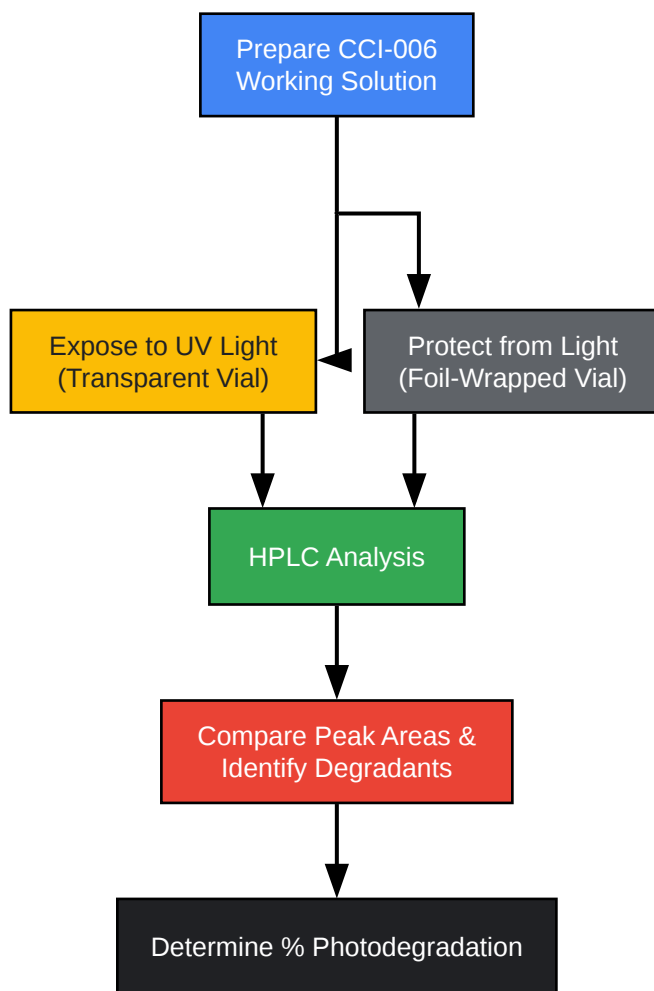 Prepare CCI-006
Working Solution
Expose to UV Light
(Transparent Vial)
Protect from Light
(Foil-Wrapped Vial)
HPLC Analysis
Compare Peak Areas &
Identify Degradants
Determine % Photodegradation